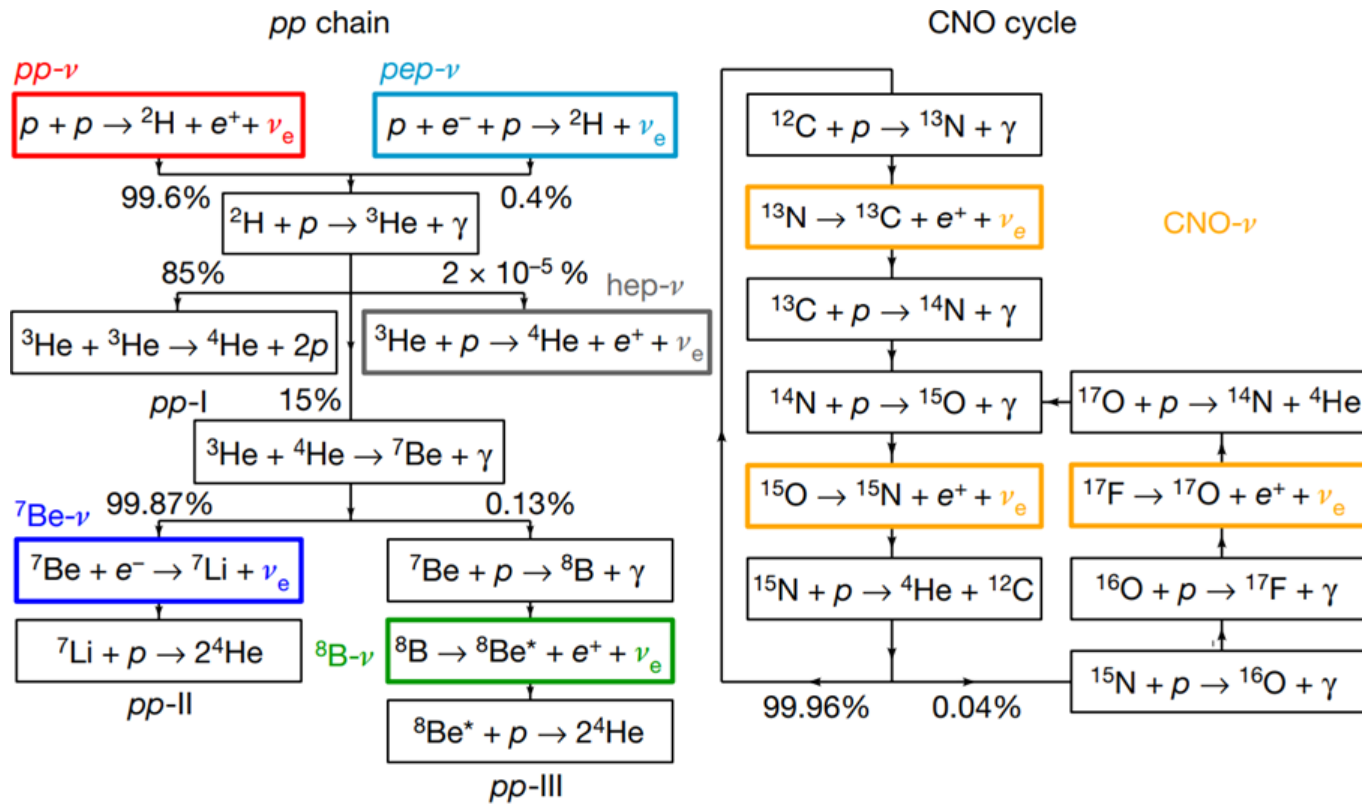 pp chain
pp-ν
pep-ν
p + p → ²H + e⁺ + νₑ
p + e⁻ + p → ²H + νₑ
99.6%
0.4%
²H + p → ³He + γ
85%
2 × 10⁻⁵ %
hep-ν
³He + ³He → ⁴He + 2p
³He + p → ⁴He + e⁺ + νₑ
pp-I
15%
³He + ⁴He → ⁷Be + γ
⁷Be-ν
99.87%
0.13%
⁷Be + e⁻ → ⁷Li + νₑ
⁷Be + p → ⁸B + γ
⁷Li + p → 2⁴He
⁸B-ν
⁸B → ⁸Be* + e⁺ + νₑ
pp-II
⁸Be* + p → 2⁴He
pp-III
CNO cycle
¹²C + p → ¹³N + γ
¹³N → ¹³C + e⁺ + νₑ
CNO-ν
¹³C + p → ¹⁴N + γ
¹⁴N + p → ¹⁵O + γ
¹⁷O + p → ¹⁴N + ⁴He
¹⁵O → ¹⁵N + e⁺ + νₑ
¹⁷F → ¹⁷O + e⁺ + νₑ
¹⁵N + p → ⁴He + ¹²C
¹⁶O + p → ¹⁷F + γ
¹⁵N + p → ¹⁶O + γ
99.96%
0.04%